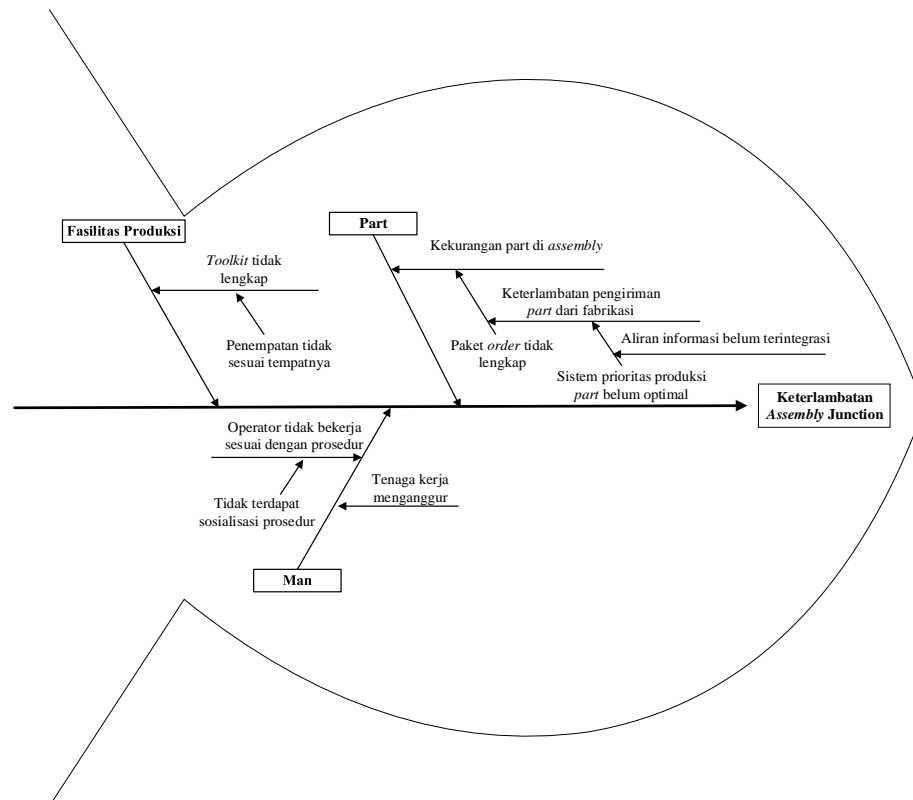 Fasilitas Produksi
Toolkit tidak
lengkap
Penempatan tidak
sesuai tempatnya
Part
Kekurangan part di assembly
Keterlambatan pengiriman
part dari fabrikasi
Paket order tidak
lengkap
Aliran informasi belum terintegrasi
Sistem prioritas produksi
part belum optimal
Keterlambatan
Assembly Junction
Operator tidak bekerja
sesuai dengan prosedur
Tidak terdapat
sosialisasi prosedur
Tenaga kerja
menganggur
Man